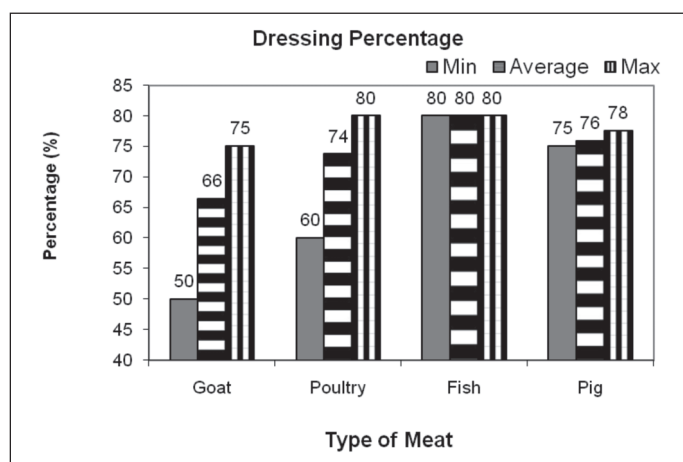 Dressing Percentage
Min Average Max
Percentage (%)
85
80
75
70
65
60
55
50
45
40
50 66 75
60 74 80
80 80 80
75 76 78
Goat Poultry Fish Pig
Type of Meat